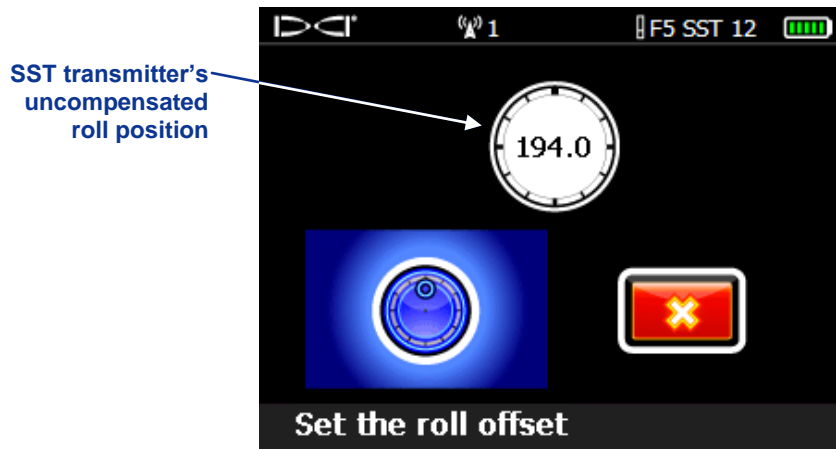 DCI
1
F5 SST 12
SST transmitter's
uncompensated
roll position
194.0
Set the roll offset